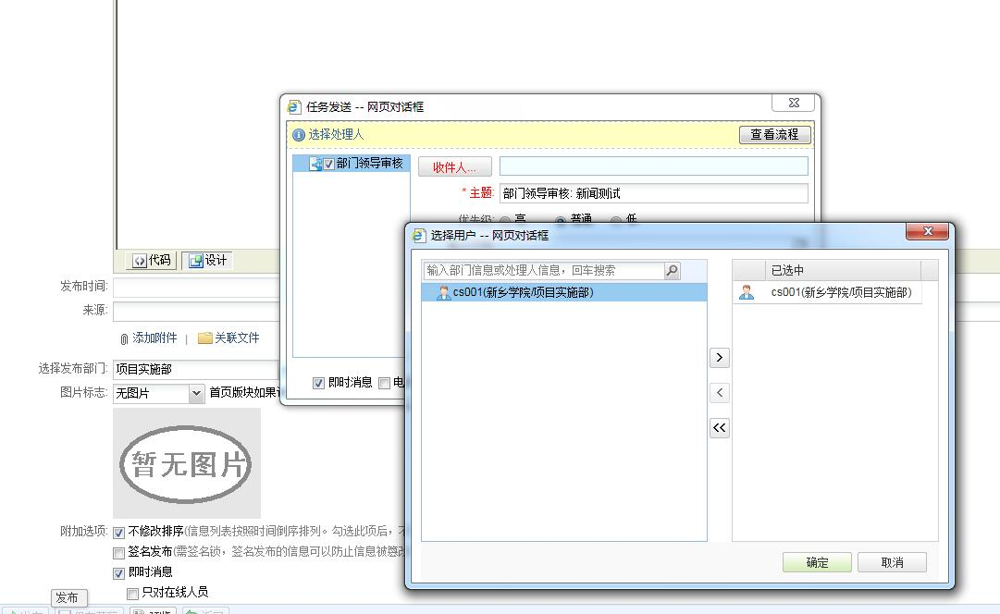 任务发送 -- 网页对话框
选择处理人
查看流程
部门领导审核
收件人...
*主题:
部门领导审核: 新闻测试
优先级: 高 普通 低
选择用户 -- 网页对话框
输入部门信息或处理人信息，回车搜索
已选中
cs001(新乡学院/项目实施部)
cs001(新乡学院/项目实施部)
>
<
<<
确定
取消
代码
设计
发布时间:
来源:
添加附件 | 关联文件
选择发布部门: 项目实施部
即时消息 电
图片标志: 无图片 首页版块如果
暂无图片
附加选项: 不修改排序(信息列表按照时间倒序排列。勾选此项后，不
签名发布(需签名锁，签名发布的信息可以防止信息被篡改
即时消息
只对在线人员
发布